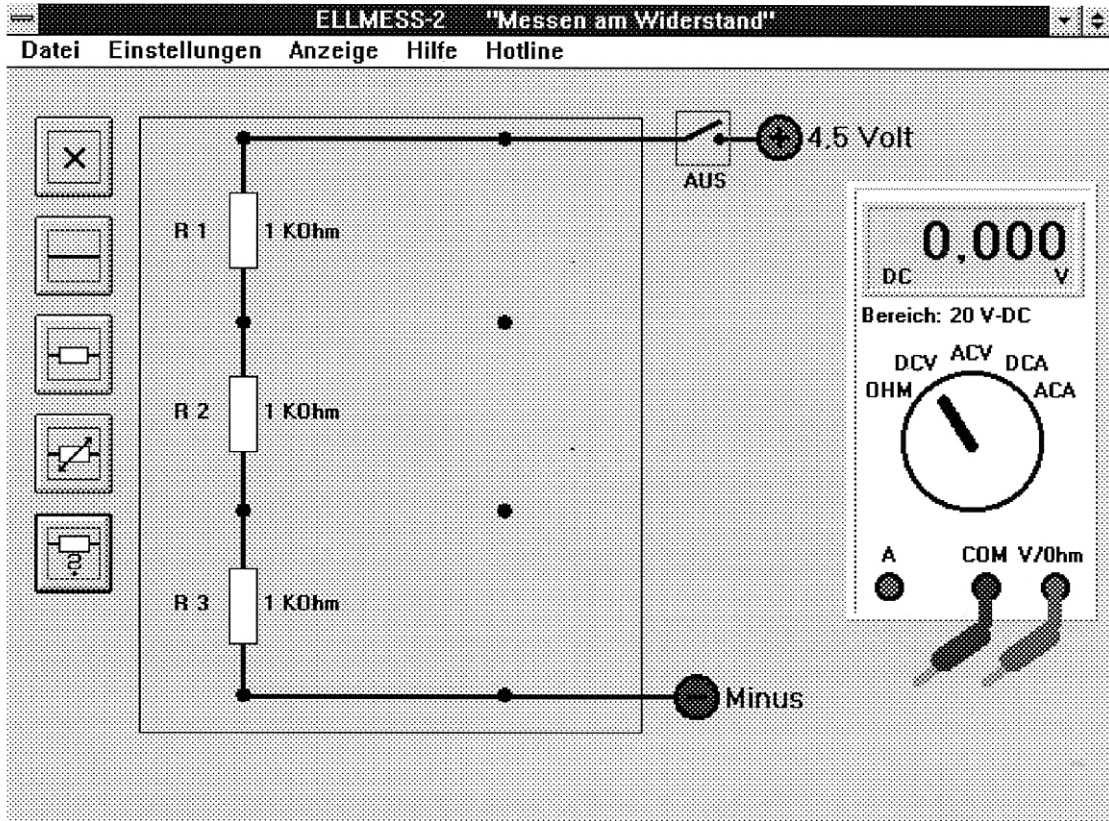 ELLMESS-2 "Messen am Widerstand"
Datei Einstellungen Anzeige Hilfe Hotline
4.5 Volt
AUS
R 1 1 KOhm
0.000
DC V
Bereich: 20 V-DC
OHM DCV ACV DCA ACA
R 2 1 KOhm
A COM V/Ohm
R 3 1 KOhm
Minus